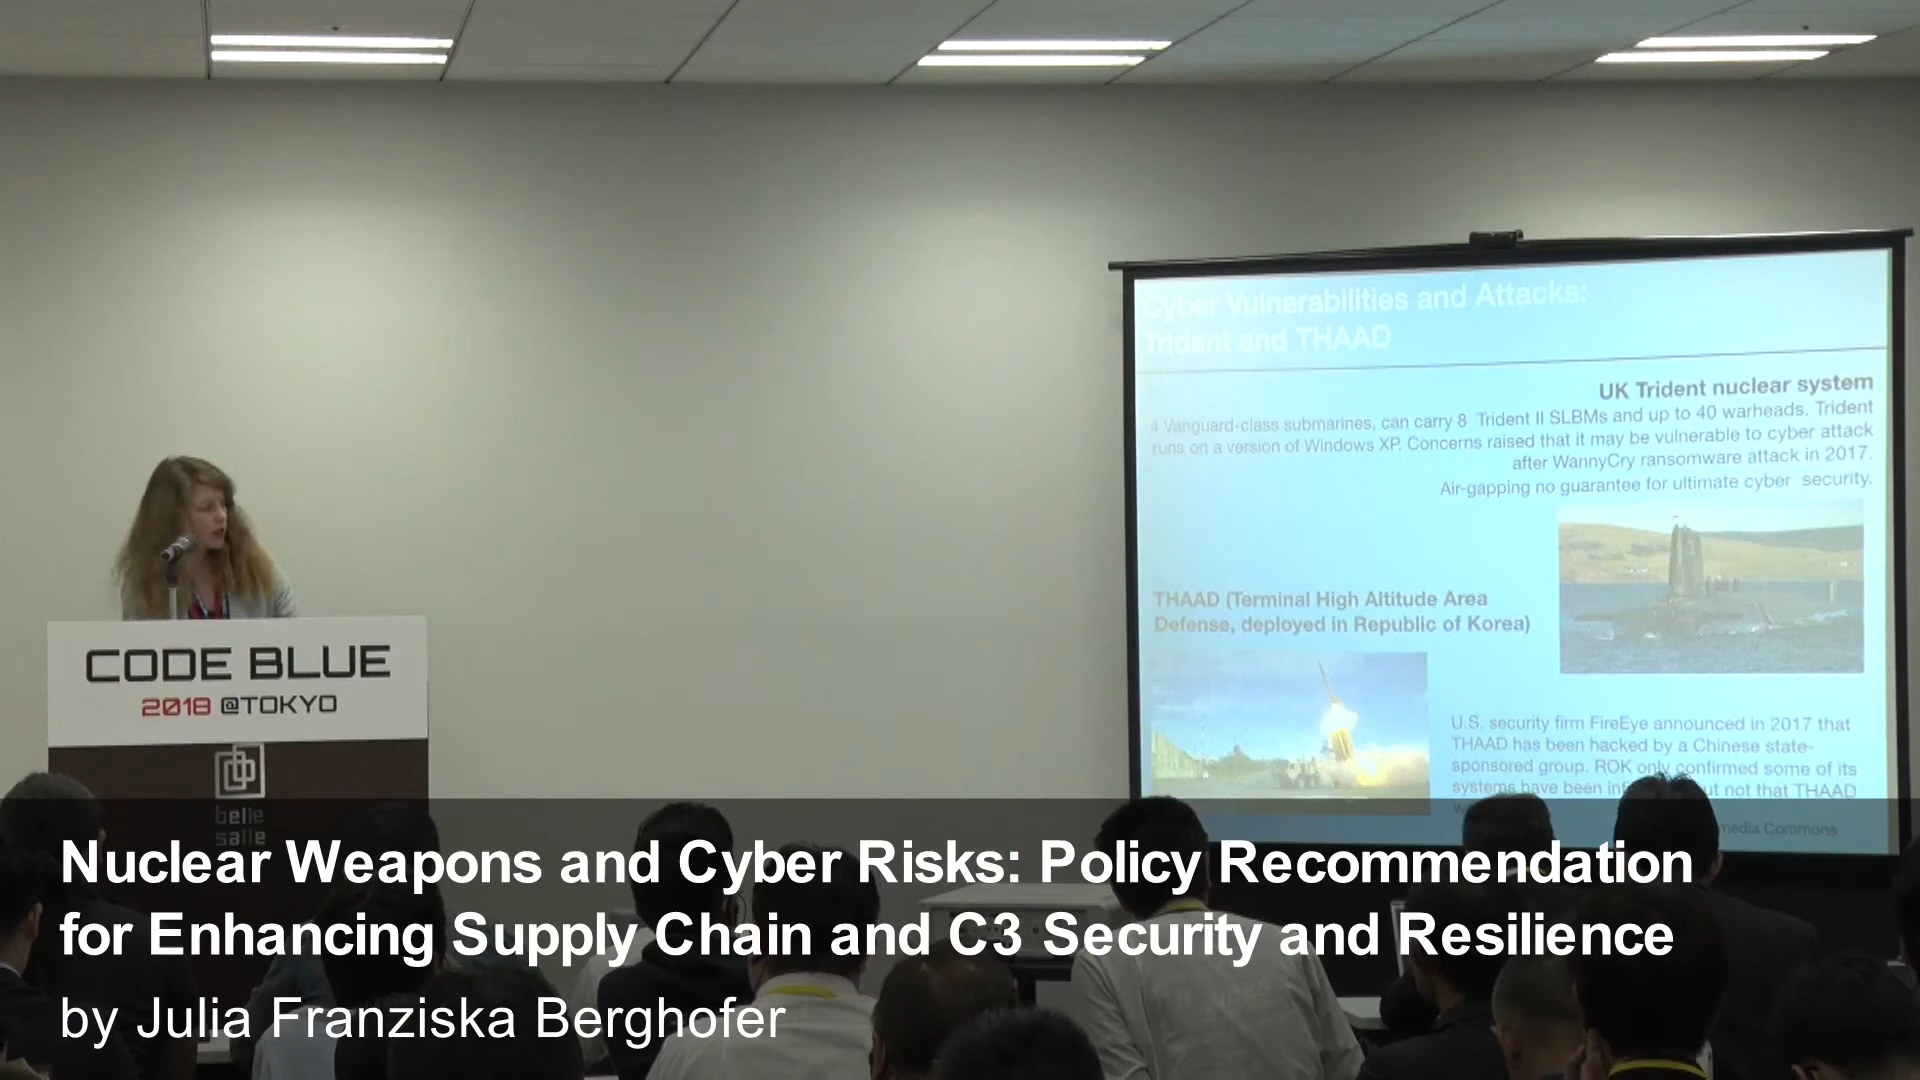 Cyber Vulnerabilities and Attacks:
Trident and THAAD
UK Trident nuclear system
4 Vanguard-class submarines, can carry 8 Trident II SLBMs and up to 40 warheads. Trident
runs on a version of Windows XP. Concerns raised that it may be vulnerable to cyber attack
after WannyCry ransomware attack in 2017.
Air-gapping no guarantee for ultimate cyber security.
THAAD (Terminal High Altitude Area
Defense, deployed in Republic of Korea)
U.S. security firm FireEye announced in 2017 that
THAAD has been hacked by a Chinese state-
sponsored group. ROK only confirmed some of its
systems have been but not that THAAD
Commons
CODE BLUE
2018 @TOKYO
belle
salle
Nuclear Weapons and Cyber Risks: Policy Recommendation
for Enhancing Supply Chain and C3 Security and Resilience
by Julia Franziska Berghofer